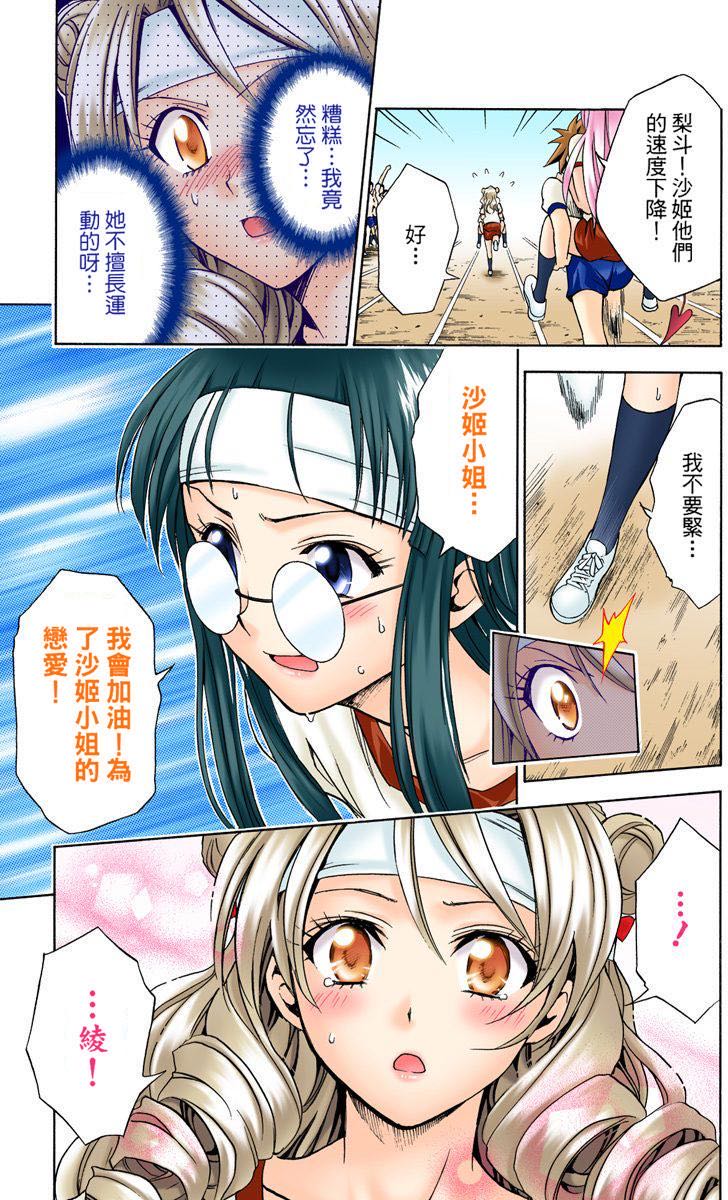 梨斗！沙姬他們
的速度下降！
好…
糟糕…我竟
然忘了…
她不擅長運
動的呀…
我不要緊…
沙姬小姐…
我會加油！為
了沙姬小姐的
戀愛！
…！
…綾！